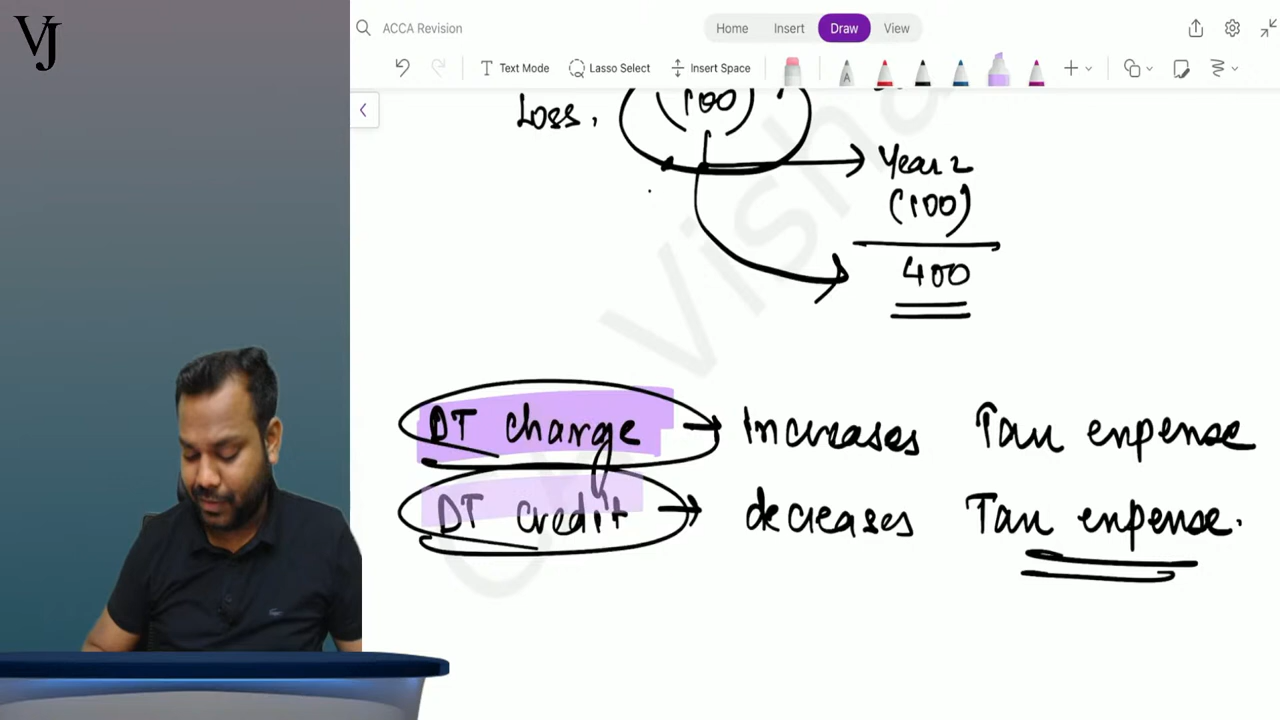 VJ
ACCA Revision
Home Insert Draw View
Text Mode Lasso Select Insert Space
Loss. (100)
Year 2
(100)
400
DT charge → increases Tax expense
DT credit → decreases Tax expense.